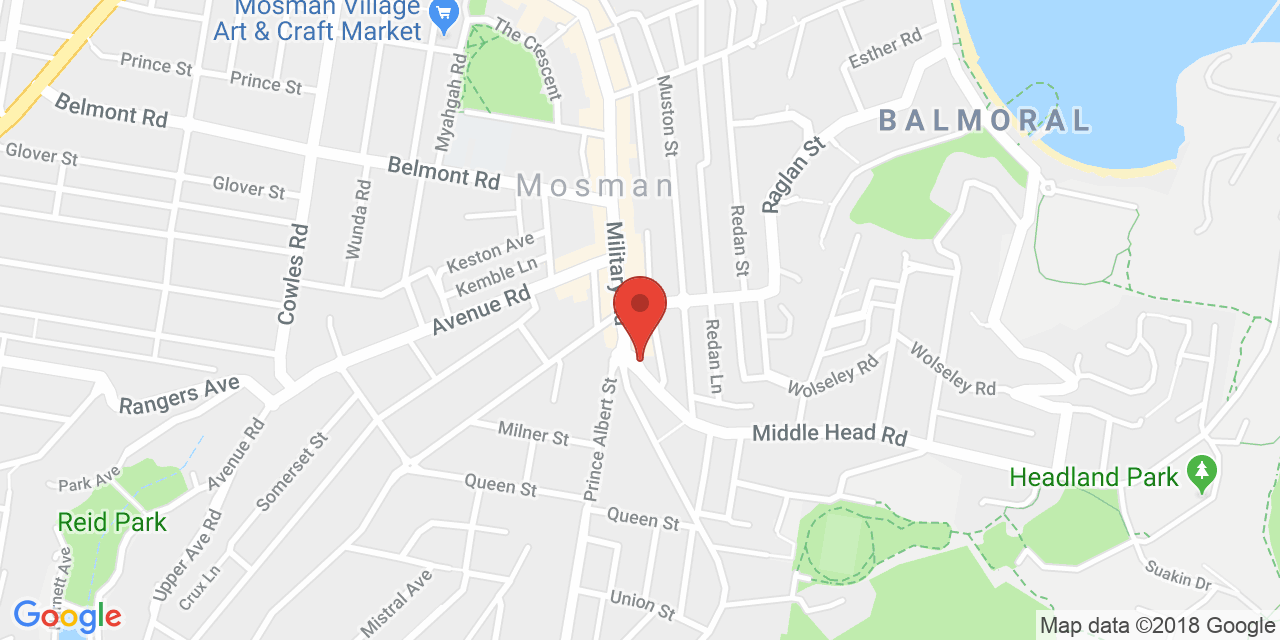 Mosman Village
Art & Craft Market
The Crescent
Esther Rd
Prince St
Prince St
Belmont Rd
Myahgah Rd
Muston St
BALMORAL
Glover St
Glover St
Belmont Rd
Mosman
Raglan St
Wunda Rd
Redan St
Cowles Rd
Keston Ave
Kemble Ln
Military
Avenue Rd
Redan Ln
Wolseley Rd
Wolseley Rd
Rangers Ave
Prince Albert St
Milner St
Middle Head Rd
Avenue Rd
Somerset St
Park Ave
Queen St
Headland Park
Reid Park
Queen St
Upper Ave Rd
Crux Ln
Mistral Ave
Union St
Suakin Dr
Google
Map data ©2018 Google